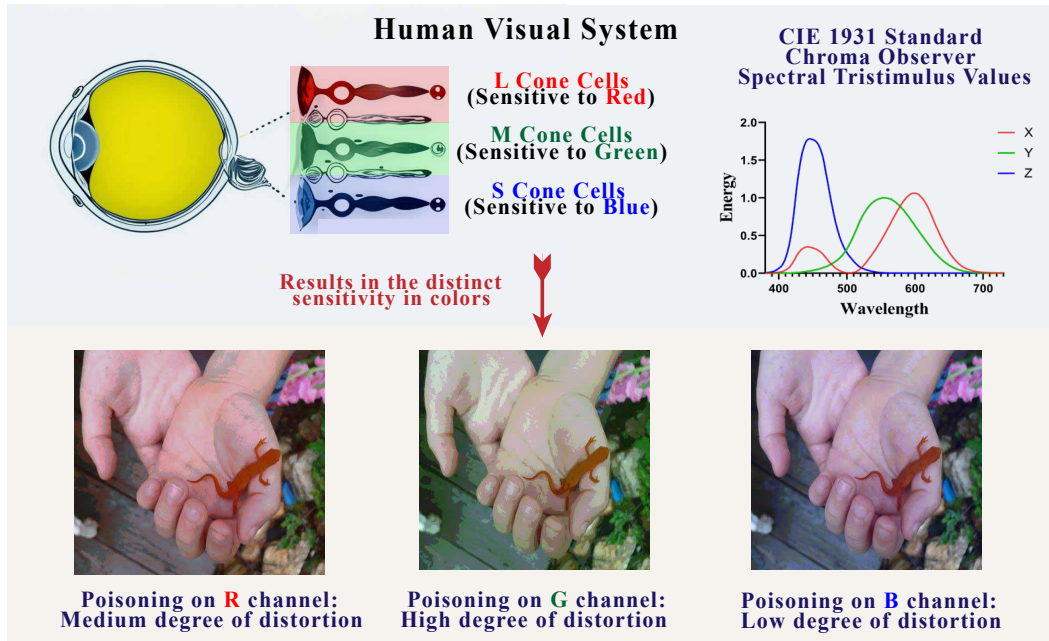 Human Visual System
L Cone Cells
(Sensitive to Red)
M Cone Cells
(Sensitive to Green)
S Cone Cells
(Sensitive to Blue)
CIE 1931 Standard
Chroma Observer
Spectral Tristimulus Values
2.0
1.5
1.0
0.5
0.0
Energy
400
500
600
700
Wavelength
X
Y
Z
Results in the distinct
sensitivity in colors
Poisoning on R channel:
Medium degree of distortion
Poisoning on G channel:
High degree of distortion
Poisoning on B channel:
Low degree of distortion